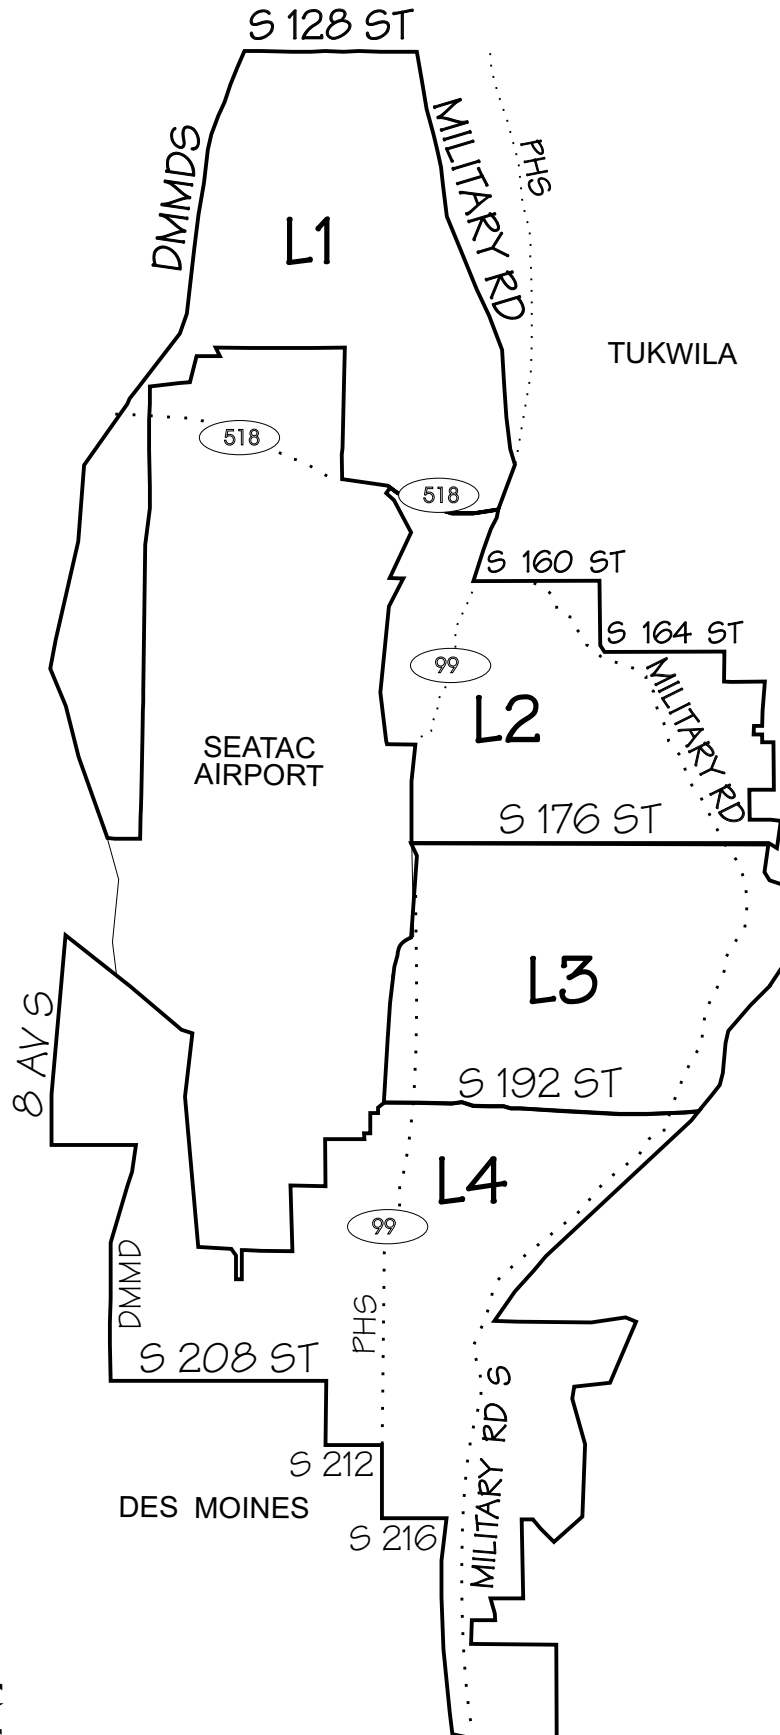 S 128 ST
DMMDS
MILITARY RD
PHS
L1
TUKWILA
518
518
S 160 ST
S 164 ST
99
MILITARY RD
L2
SEATAC
AIRPORT
S 176 ST
L3
8 AV S
S 192 ST
L4
99
DMMD
PHS
S 208 ST
MILITARY RD S
S 212
DES MOINES
S 216